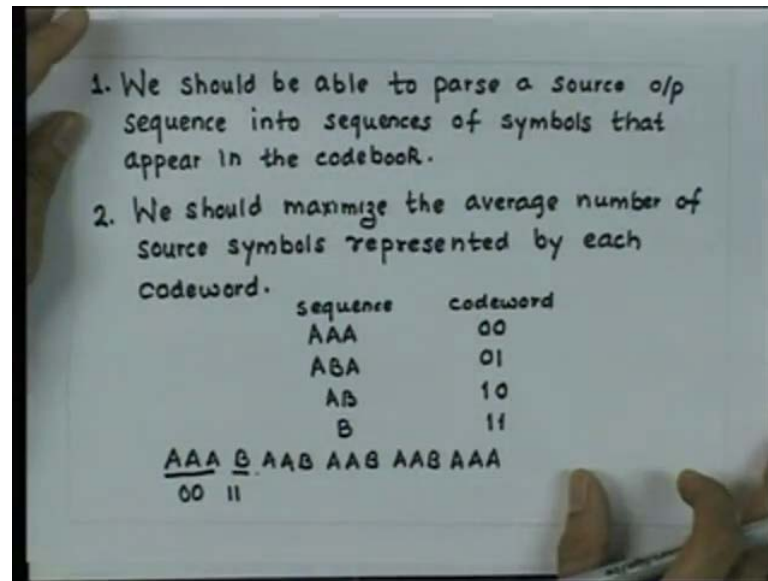 1. We should be able to parse a source o/p
sequence into sequences of symbols that
appear in the codebook.
2. We should maximize the average number of
source symbols represented by each
codeword.
sequence codeword
AAA 00
ABA 01
AB 10
B 11
AAA B AAB AAB AAB AAA
00 11